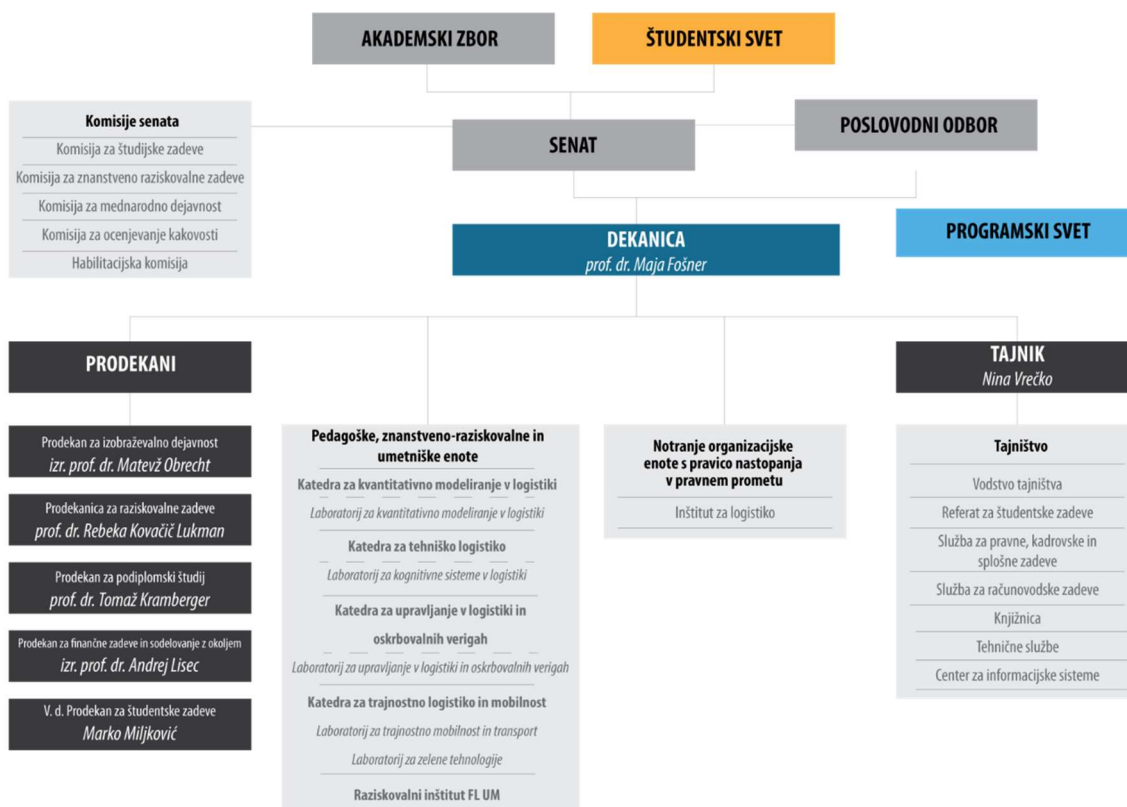 AKADEMSKI ZBOR
ŠTUDENTSKI SVET
Komisije senata
Komisija za študijske zadeve
Komisija za znanstveno raziskovalne zadeve
Komisija za mednarodno dejavnost
Komisija za ocenjevanje kakovosti
Habilitacijska komisija
SENAT
POSLOVODNI ODBOR
DEKANICA
prof. dr. Maja Fošner
PROGRAMSKI SVET
PRODEKANI
Prodekan za izobraževalno dejavnost
izr. prof. dr. Matevž Obrecht
Prodekanica za raziskovalne zadeve
prof. dr. Rebeka Kovačič Lukman
Prodekan za podiplomski študij
prof. dr. Tomaž Kramberger
Prodekan za finančne zadeve in sodelovanje z okoljem
izr. prof. dr. Andrej Lisec
V. d. Prodekan za študentske zadeve
Marko Miljković
Pedagoške, znanstveno-raziskovalne in
umetniške enote
Katedra za kvantitativno modeliranje v logistiki
Laboratorij za kvantitativno modeliranje v logistiki
Katedra za tehniško logistiko
Laboratorij za kognitivne sisteme v logistiki
Katedra za upravljanje v logistiki in
oskrbovalnih verigah
Laboratorij za upravljanje v logistiki in oskrbovalnih verigah
Katedra za trajnostno logistiko in mobilnost
Laboratorij za trajnostno mobilnost in transport
Laboratorij za zelene tehnologije
Raziskovalni inštitut FL UM
Notranje organizacijske
enote s pravico nastopanja
v pravnem prometu
Inštitut za logistiko
TAJNIK
Nina Vrečko
Tajništvo
Vodstvo tajništva
Referat za študentske zadeve
Služba za pravne, kadrovske in
splošne zadeve
Služba za računovodske zadeve
Knjižnica
Tehnične službe
Center za informacijske sisteme